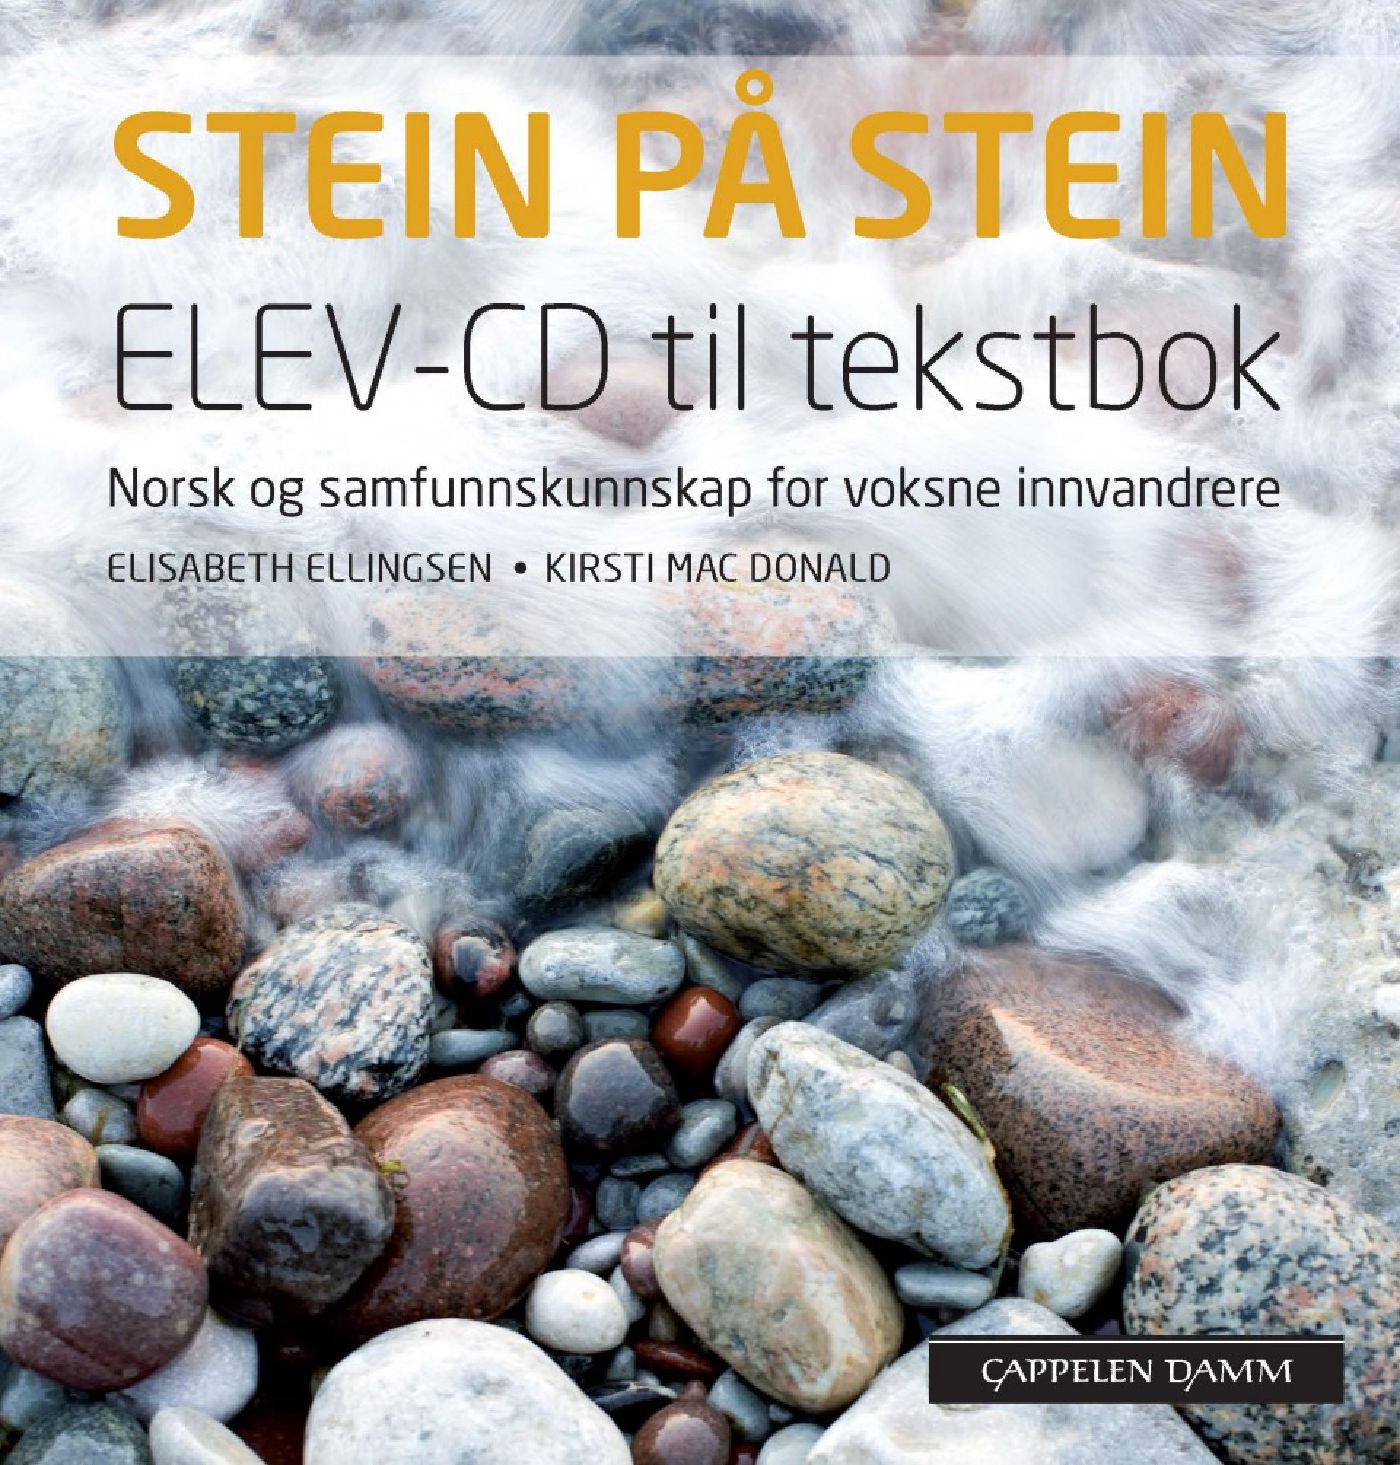 STEIN PÅ STEIN
ELEV-CD til tekstbok
Norsk og samfunnskunnskap for voksne innvandrere
ELISABETH ELLINGSEN • KIRSTI MAC DONALD
CAPPELEN DAMM